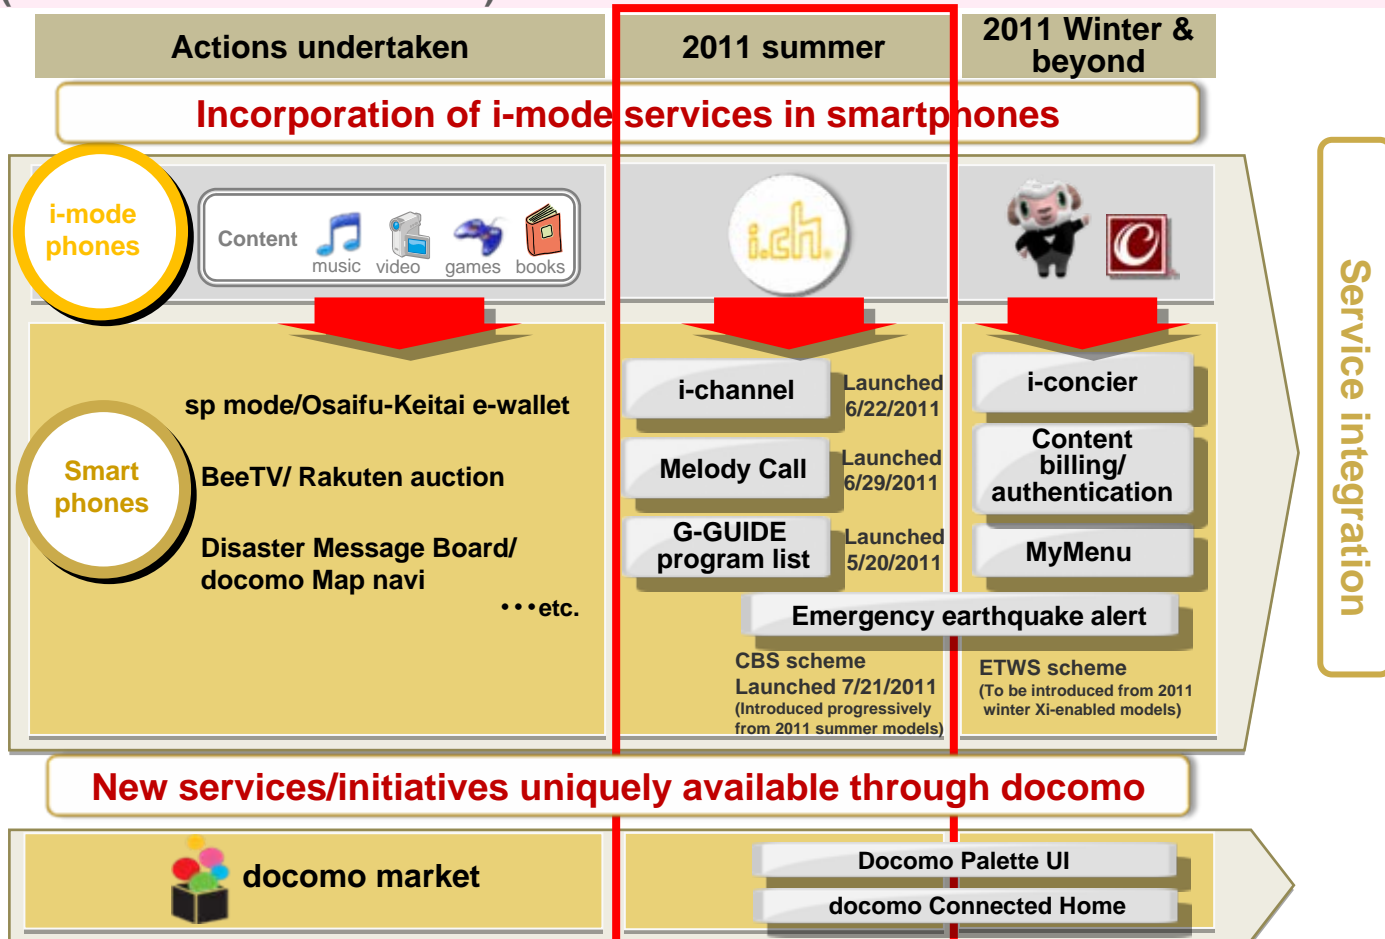 Actions undertaken
2011 summer
2011 Winter &
beyond
Incorporation of i-mode services in smartphones
i-mode
phones
Content
music
video
games
books
i.ch.
C
Smart
phones
sp mode/Osaifu-Keitai e-wallet
BeeTV/ Rakuten auction
Disaster Message Board/
docomo Map navi
・・・etc.
i-channel
Launched
6/22/2011
Melody Call
Launched
6/29/2011
G-GUIDE
program list
Launched
5/20/2011
i-concier
Content
billing/
authentication
MyMenu
Emergency earthquake alert
CBS scheme
Launched 7/21/2011
(Introduced progressively
from 2011 summer models)
ETWS scheme
(To be introduced from 2011
winter Xi-enabled models)
Service integration
New services/initiatives uniquely available through docomo
docomo market
Docomo Palette UI
docomo Connected Home